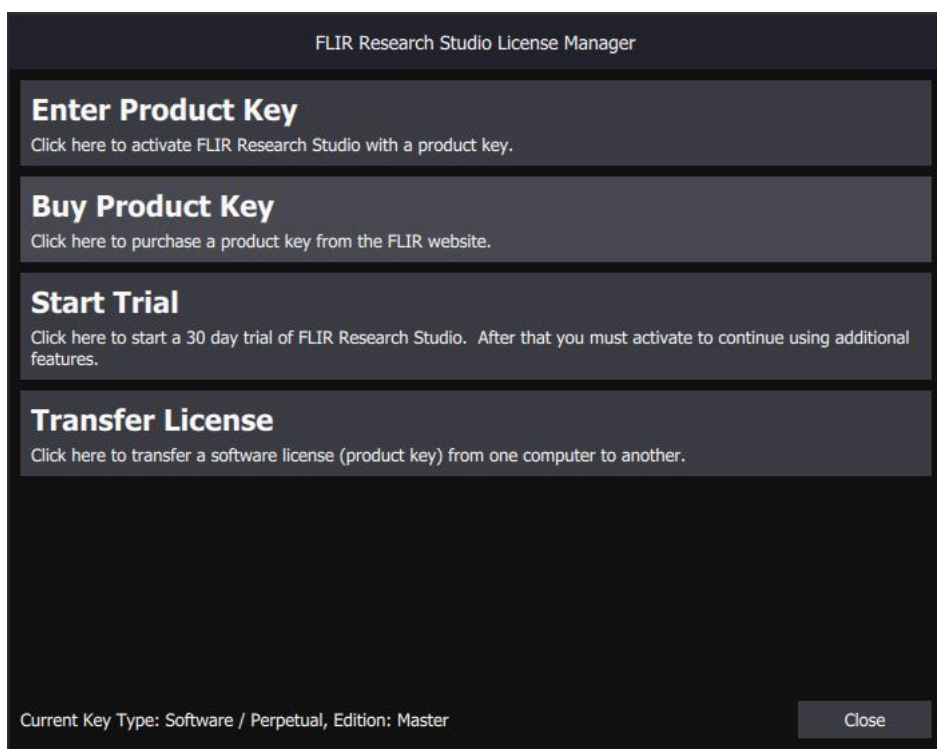 FLIR Research Studio License Manager
Enter Product Key
Click here to activate FLIR Research Studio with a product key.
Buy Product Key
Click here to purchase a product key from the FLIR website.
Start Trial
Click here to start a 30 day trial of FLIR Research Studio.  After that you must activate to continue using additional
features.
Transfer License
Click here to transfer a software license (product key) from one computer to another.
Current Key Type: Software / Perpetual, Edition: Master
Close